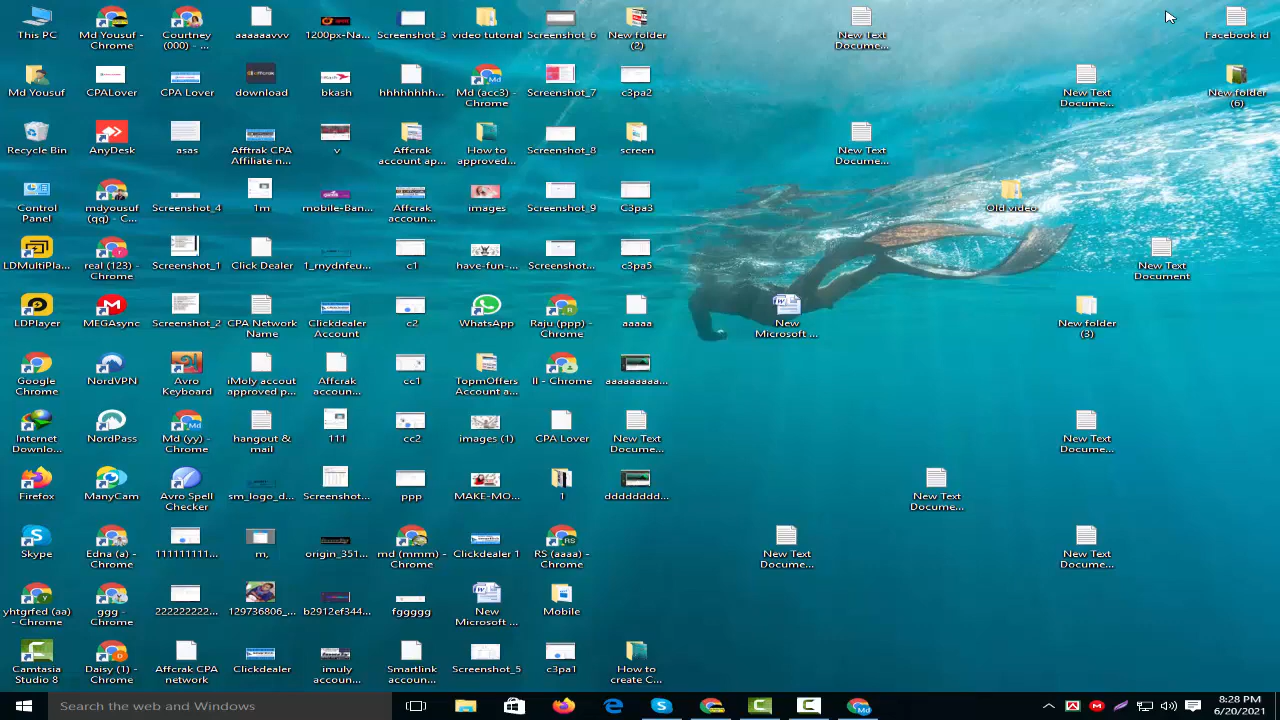 This PC
Md Yousuf -
Chrome
Courtney
(000) - ...
aaaaaavvv
1200px-Na...
Screenshot_3
video tutorial
Screenshot_6
New folder
(2)
New Text
Docume...
Facebook id
Md Yousuf
CPALover
CPA Lover
download
bkash
hhhhhhhh...
Md (acc3) -
Chrome
Screenshot_7
c3pa2
New Text
Docume...
New folder
(6)
Recycle Bin
AnyDesk
asas
Afftrak CPA
Affiliate n...
v
Affcrak
account ap...
How to
approved...
Screenshot_8
screen
New Text
Docume...
Control
Panel
mdyousuf
(qq) - C...
Screenshot_4
1m
mobile-Ban...
Affcrak
accoun...
images
Screenshot_9
C3pa3
Old video
LDMultiPla...
real (123) -
Chrome
Screenshot_1
Click Dealer
1_rnydnfeu...
c1
have-fun-...
Screenshot...
c3pa5
New Text
Document
LDPlayer
MEGAsync
Screenshot_2
CPA Network
Name
Clickdealer
Account
c2
WhatsApp
Raju (ppp) -
Chrome
aaaaa
New
Microsoft ...
New folder
(3)
Google
Chrome
NordVPN
Avro
Keyboard
iMoly accout
approved p...
Affcrak
accoun...
cc1
TopmOffers
Account a...
ll - Chrome
aaaaaaaaa...
Internet
Downlo...
NordPass
Md (yy) -
Chrome
hangout &
mail
111
cc2
images (1)
CPA Lover
New Text
Docume...
New Text
Docume...
Firefox
ManyCam
Avro Spell
Checker
sm_logo_d...
Screenshot...
ppp
MAKE-MO...
1
dddddddd...
New Text
Docume...
Skype
Edna (a) -
Chrome
111111111...
m,
origin_351...
md (mmm) -
Chrome
Clickdealer 1
RS (aaaa) -
Chrome
New Text
Docume...
New Text
Docume...
yhtgrfed (aa)
- Chrome
ggg -
Chrome
222222222...
129736806_...
b2912ef344...
fggggg
New
Microsoft ...
Mobile
Camtasia
Studio 8
Daisy (1) -
Chrome
Affcrak CPA
network
Clickdealer
imuly
accoun...
Smartlink
accoun...
Screenshot_5
c3pa1
How to
create C...
Search the web and Windows
8:28 PM
6/20/2021